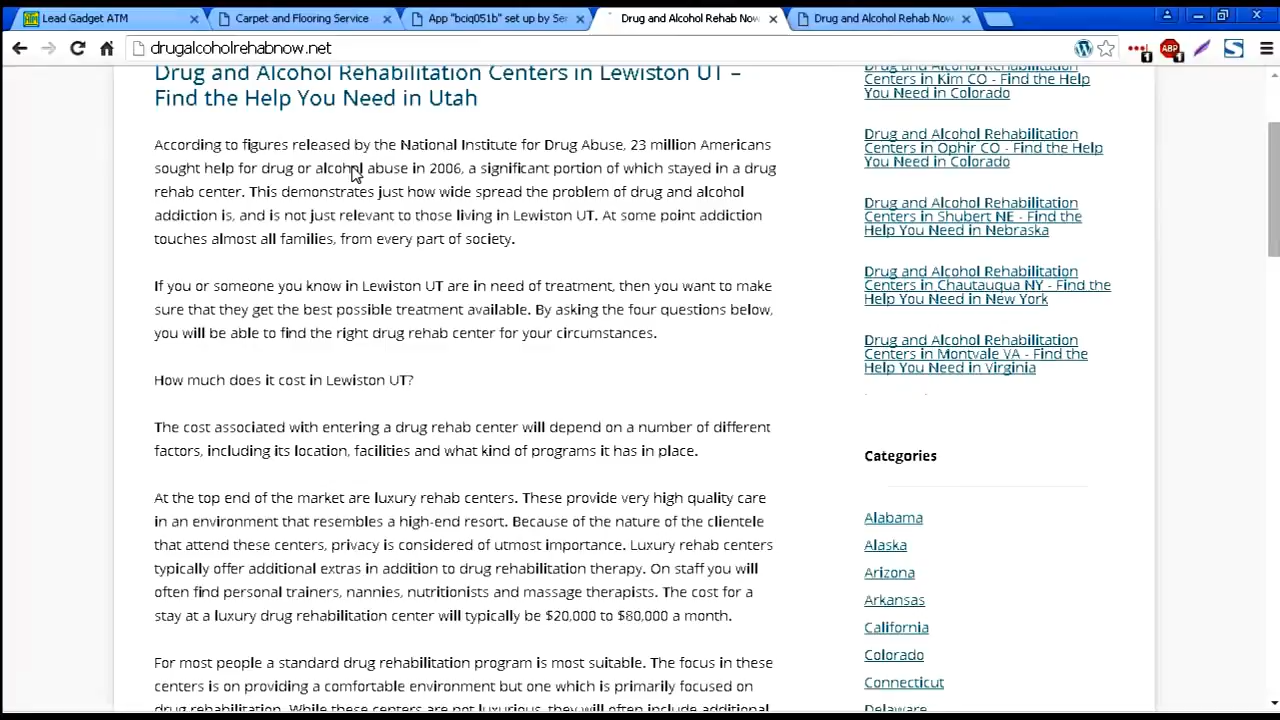 Lead Gadget ATM
Carpet and Flooring Service
App "bciq051b" set up by Ser
Drug and Alcohol Rehab Now
Drug and Alcohol Rehab Now
drugalcoholrehabnow.net
ABP
Drug and Alcohol Rehabilitation Centers in Lewiston UT –
Find the Help You Need in Utah
According to figures released by the National Institute for Drug Abuse, 23 million Americans
sought help for drug or alcohol abuse in 2006, a significant portion of which stayed in a drug
rehab center. This demonstrates just how wide spread the problem of drug and alcohol
addiction is, and is not just relevant to those living in Lewiston UT. At some point addiction
touches almost all families, from every part of society.
If you or someone you know in Lewiston UT are in need of treatment, then you want to make
sure that they get the best possible treatment available. By asking the four questions below,
you will be able to find the right drug rehab center for your circumstances.
How much does it cost in Lewiston UT?
The cost associated with entering a drug rehab center will depend on a number of different
factors, including its location, facilities and what kind of programs it has in place.
At the top end of the market are luxury rehab centers. These provide very high quality care
in an environment that resembles a high-end resort. Because of the nature of the clientele
that attend these centers, privacy is considered of utmost importance. Luxury rehab centers
typically offer additional extras in addition to drug rehabilitation therapy. On staff you will
often find personal trainers, nannies, nutritionists and massage therapists. The cost for a
stay at a luxury drug rehabilitation center will typically be $20,000 to $80,000 a month.
For most people a standard drug rehabilitation program is most suitable. The focus in these
centers is on providing a comfortable environment but one which is primarily focused on
drug rehabilitation. While these centers are not luxurious, they will often include additional
Drug and Alcohol Rehabilitation
Centers in Kim CO - Find the Help
You Need in Colorado
Drug and Alcohol Rehabilitation
Centers in Ophir CO - Find the Help
You Need in Colorado
Drug and Alcohol Rehabilitation
Centers in Shubert NE - Find the
Help You Need in Nebraska
Drug and Alcohol Rehabilitation
Centers in Chautauqua NY - Find the
Help You Need in New York
Drug and Alcohol Rehabilitation
Centers in Montvale VA - Find the
Help You Need in Virginia
Categories
Alabama
Alaska
Arizona
Arkansas
California
Colorado
Connecticut
Delaware